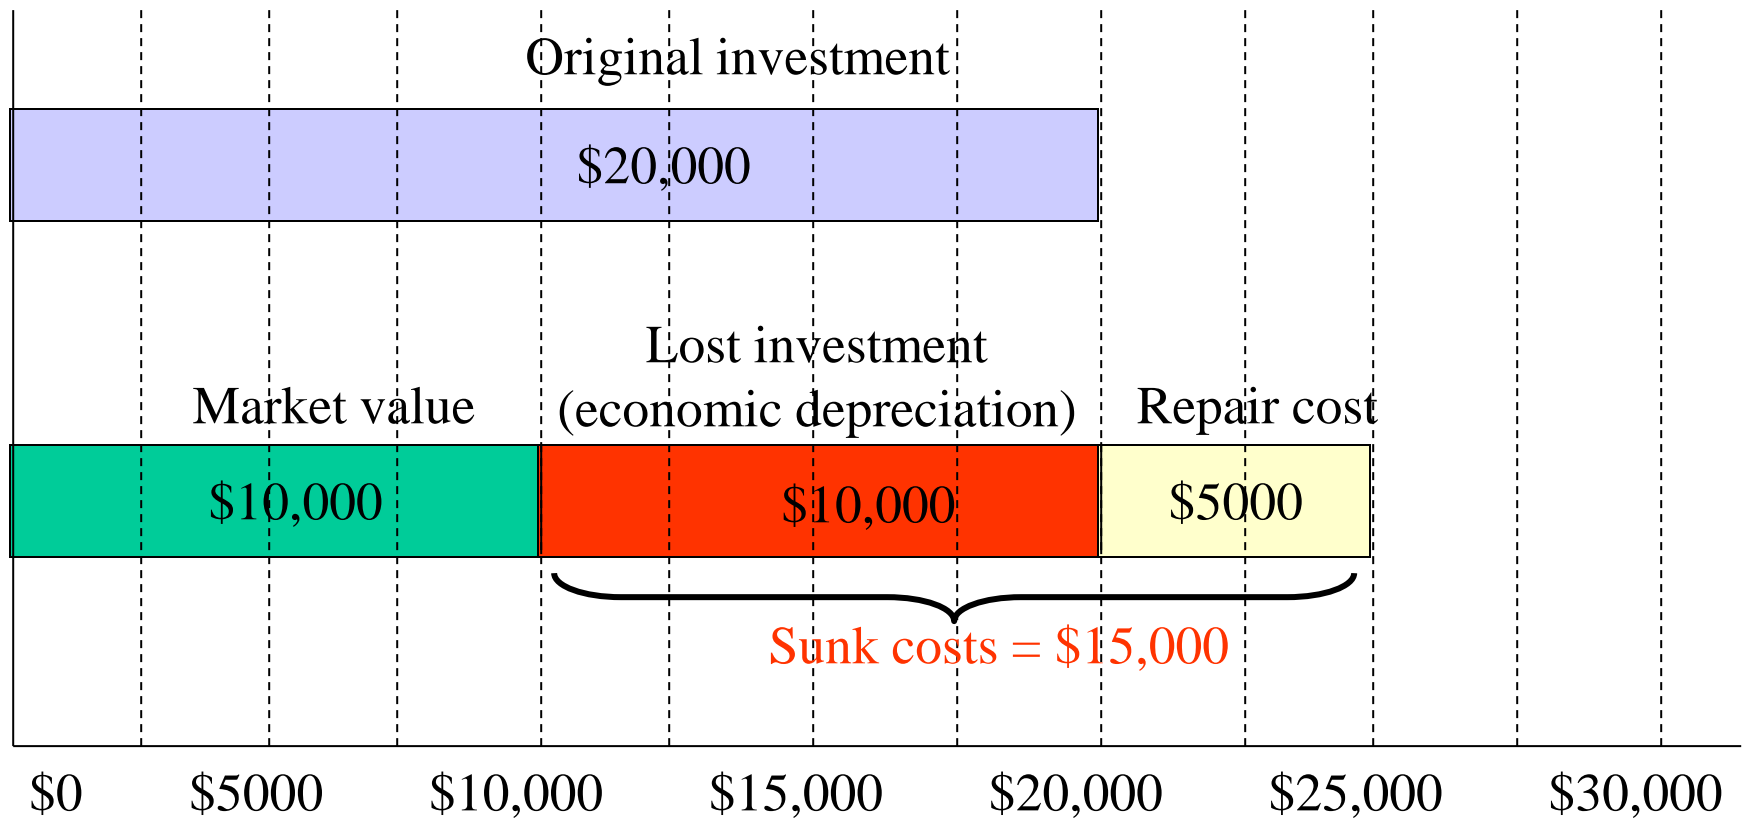 Original investment
$20,000
Lost investment
(economic depreciation)
Market value
Repair cost
$10,000
$10,000
$5000
Sunk costs = $15,000
$0
$5000
$10,000
$15,000
$20,000
$25,000
$30,000